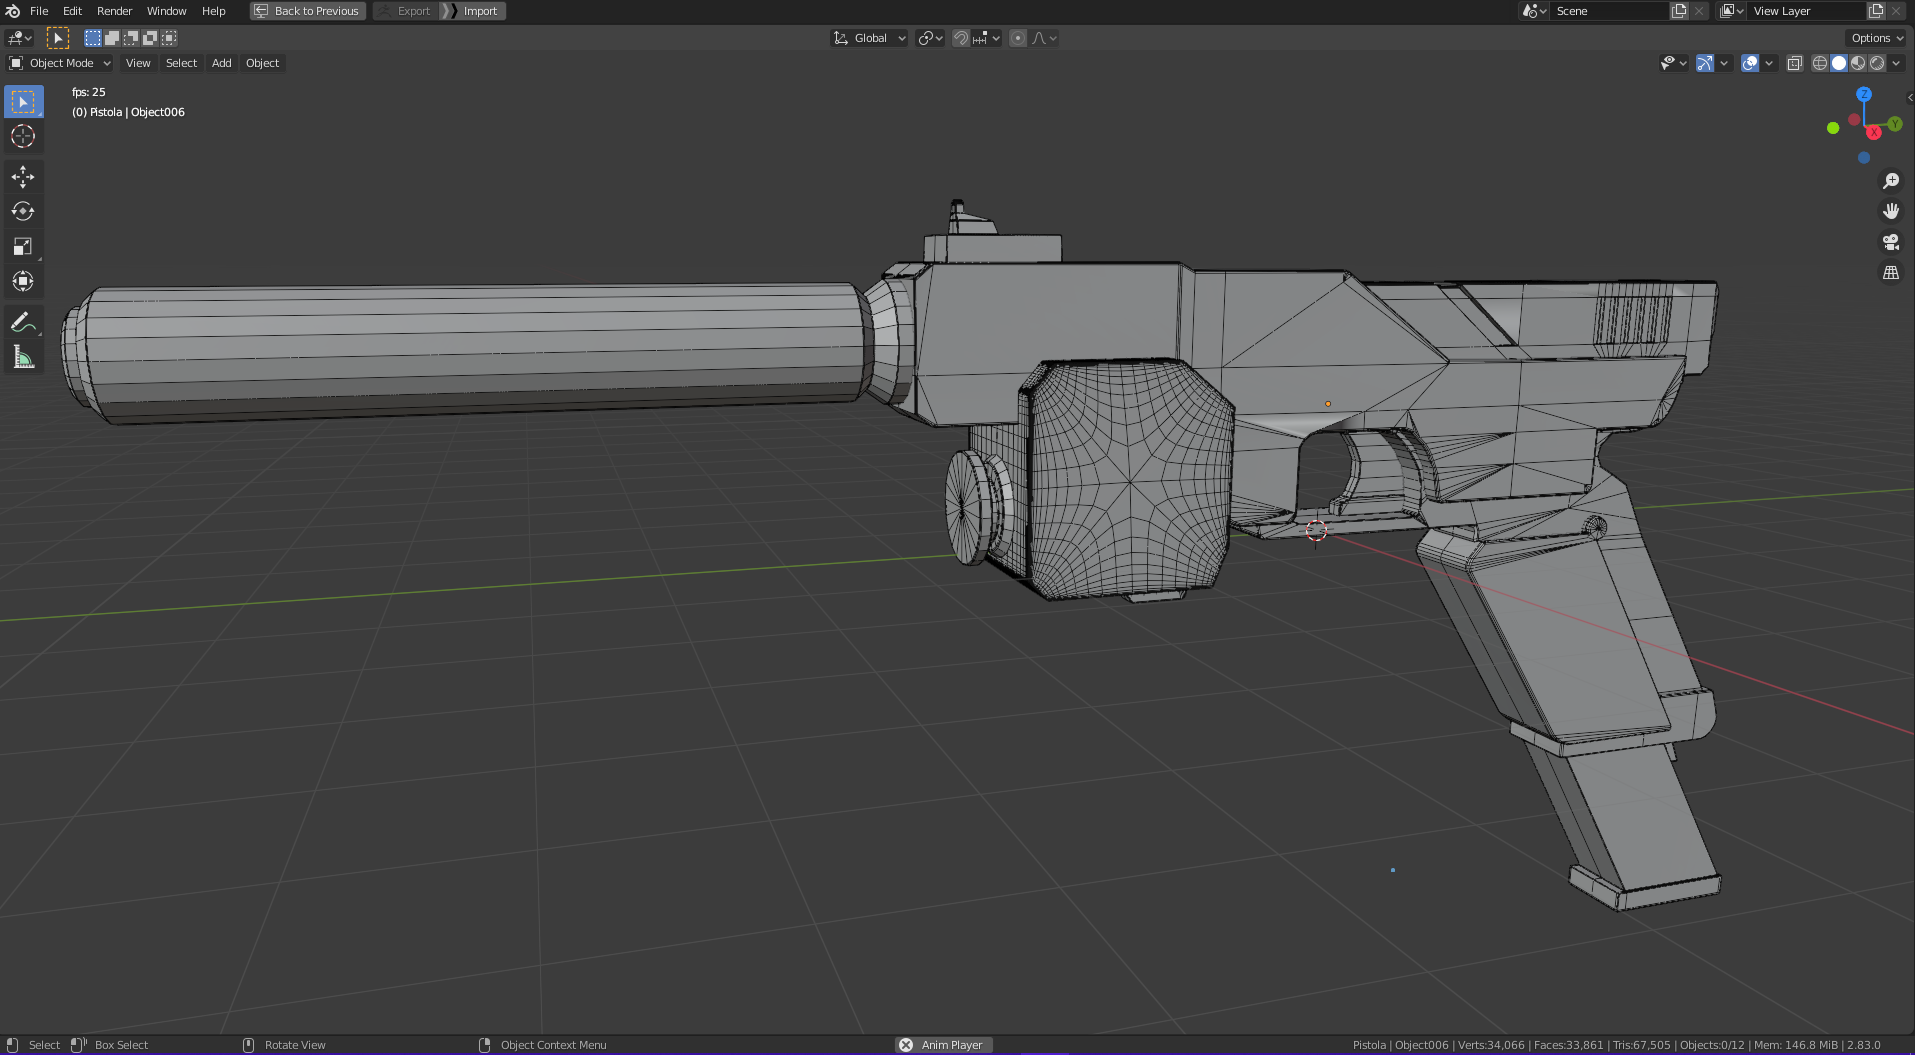 File Edit Render Window Help Back to Previous Export Import Scene View Layer
Global Options
Object Mode View Select Add Object
fps: 25
(0) Pistola | Object006
Z
Y
X
Select Box Select Rotate View Object Context Menu Anim Player Pistola | Object006 | Verts:34,066 | Faces:33,861 | Tris:67,505 | Objects:0/12 | Mem: 146.8 MiB | 2.83.0